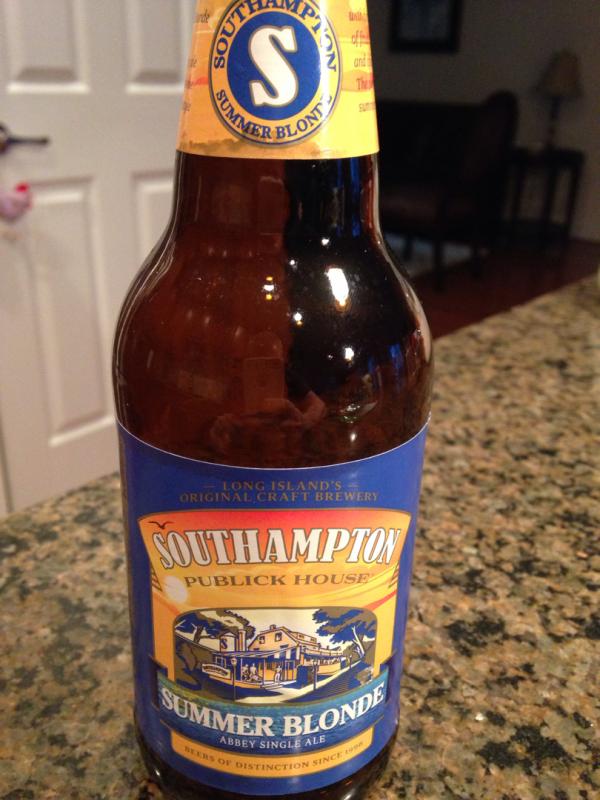 SOUTHAMPTON
S
SUMMER BLONDE
LONG ISLAND'S
ORIGINAL CRAFT BREWERY
SOUTHAMPTON
PUBLICK HOUSE
SUMMER BLONDE
ABBEY SINGLE ALE
BEERS OF DISTINCTION SINCE 1996